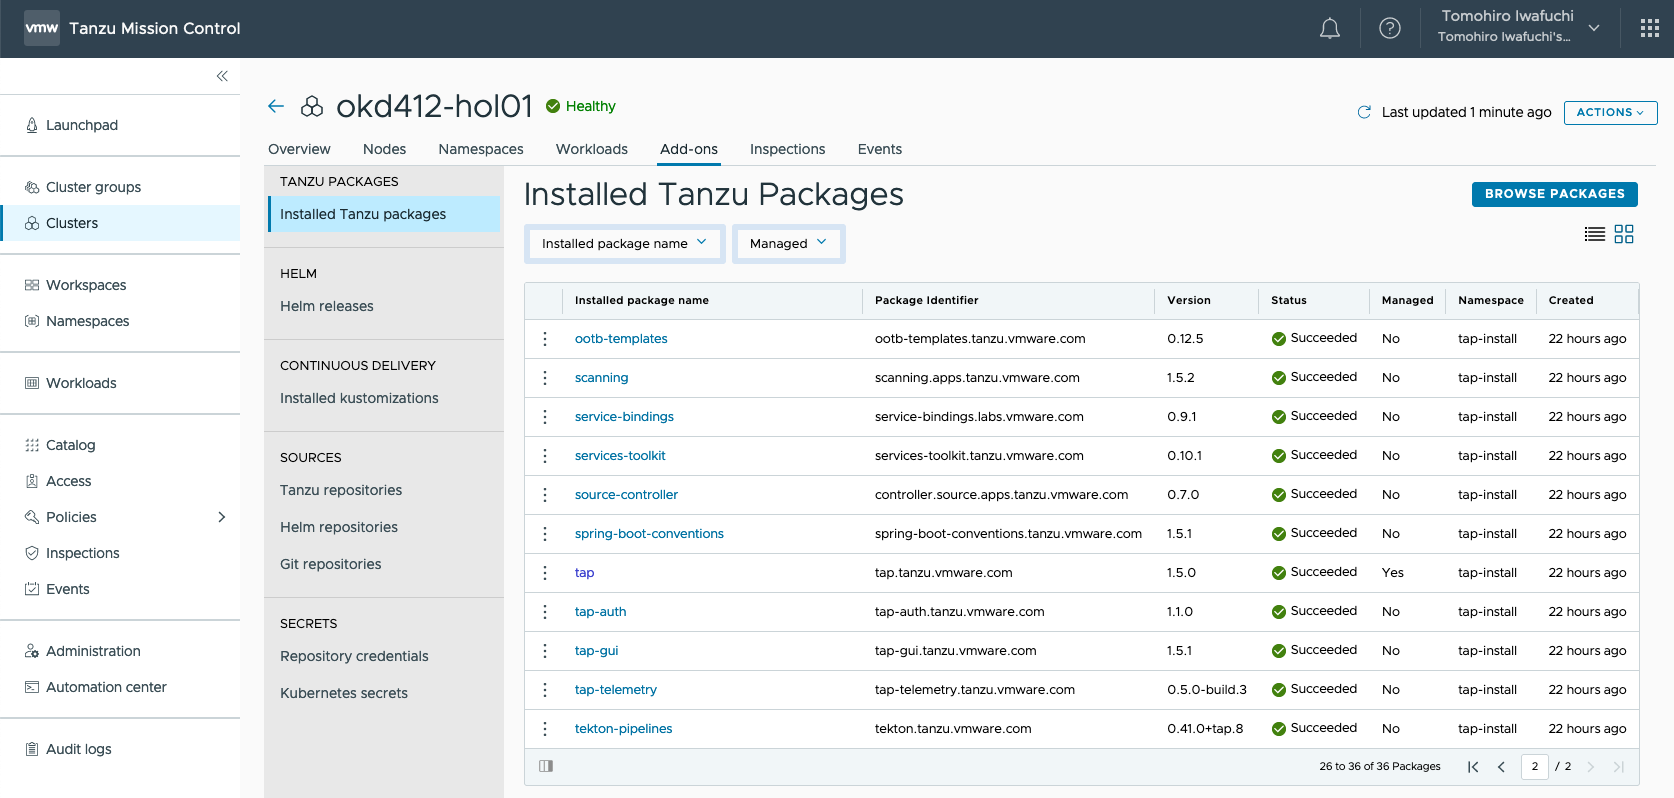 vmw Tanzu Mission Control
Tomohiro Iwafuchi
Tomohiro Iwafuchi's...
Launchpad
Cluster groups
Clusters
Workspaces
Namespaces
Workloads
Catalog
Access
Policies
Inspections
Events
Administration
Automation center
Audit logs
okd412-hol01 Healthy
Last updated 1 minute ago ACTIONS
Overview Nodes Namespaces Workloads Add-ons Inspections Events
TANZU PACKAGES
Installed Tanzu packages
HELM
Helm releases
CONTINUOUS DELIVERY
Installed kustomizations
SOURCES
Tanzu repositories
Helm repositories
Git repositories
SECRETS
Repository credentials
Kubernetes secrets
Installed Tanzu Packages
BROWSE PACKAGES
Installed package name Managed
Installed package name Package Identifier Version Status Managed Namespace Created
ootb-templates ootb-templates.tanzu.vmware.com 0.12.5 Succeeded No tap-install 22 hours ago
scanning scanning.apps.tanzu.vmware.com 1.5.2 Succeeded No tap-install 22 hours ago
service-bindings service-bindings.labs.vmware.com 0.9.1 Succeeded No tap-install 22 hours ago
services-toolkit services-toolkit.tanzu.vmware.com 0.10.1 Succeeded No tap-install 22 hours ago
source-controller controller.source.apps.tanzu.vmware.com 0.7.0 Succeeded No tap-install 22 hours ago
spring-boot-conventions spring-boot-conventions.tanzu.vmware.com 1.5.1 Succeeded No tap-install 22 hours ago
tap tap.tanzu.vmware.com 1.5.0 Succeeded Yes tap-install 22 hours ago
tap-auth tap-auth.tanzu.vmware.com 1.1.0 Succeeded No tap-install 22 hours ago
tap-gui tap-gui.tanzu.vmware.com 1.5.1 Succeeded No tap-install 22 hours ago
tap-telemetry tap-telemetry.tanzu.vmware.com 0.5.0-build.3 Succeeded No tap-install 22 hours ago
tekton-pipelines tekton.tanzu.vmware.com 0.41.0+tap.8 Succeeded No tap-install 22 hours ago
26 to 36 of 36 Packages 2 / 2